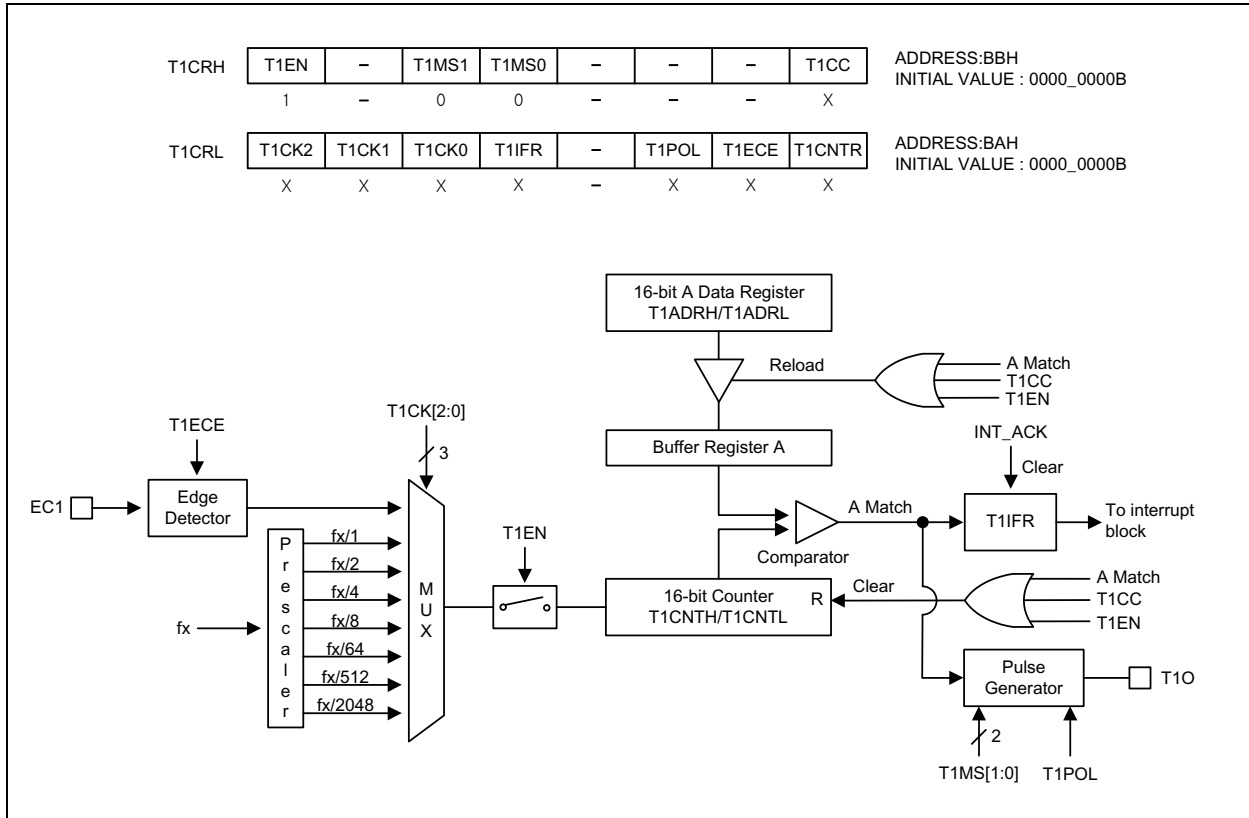 T1CRH T1EN – T1MS1 T1MS0 – – – T1CC ADDRESS:BBH
INITIAL VALUE : 0000_0000B
1 – 0 0 – – – X
T1CRL T1CK2 T1CK1 T1CK0 T1IFR – T1POL T1ECE T1CNTR ADDRESS:BAH
INITIAL VALUE : 0000_0000B
X X X X – X X X
16-bit A Data Register
T1ADRH/T1ADRL
Reload
A Match
T1CC
T1EN
T1CK[2:0]
3
T1ECE
Buffer Register A
INT_ACK
Clear
EC1
Edge
Detector
A Match
T1IFR
To interrupt
block
Comparator
Prescaler
fx/1
fx/2
fx/4
fx/8
fx/64
fx/512
fx/2048
fx
MUX
T1EN
16-bit Counter
T1CNTH/T1CNTL
R
Clear
A Match
T1CC
T1EN
Pulse
Generator
T1O
2
T1MS[1:0]
T1POL